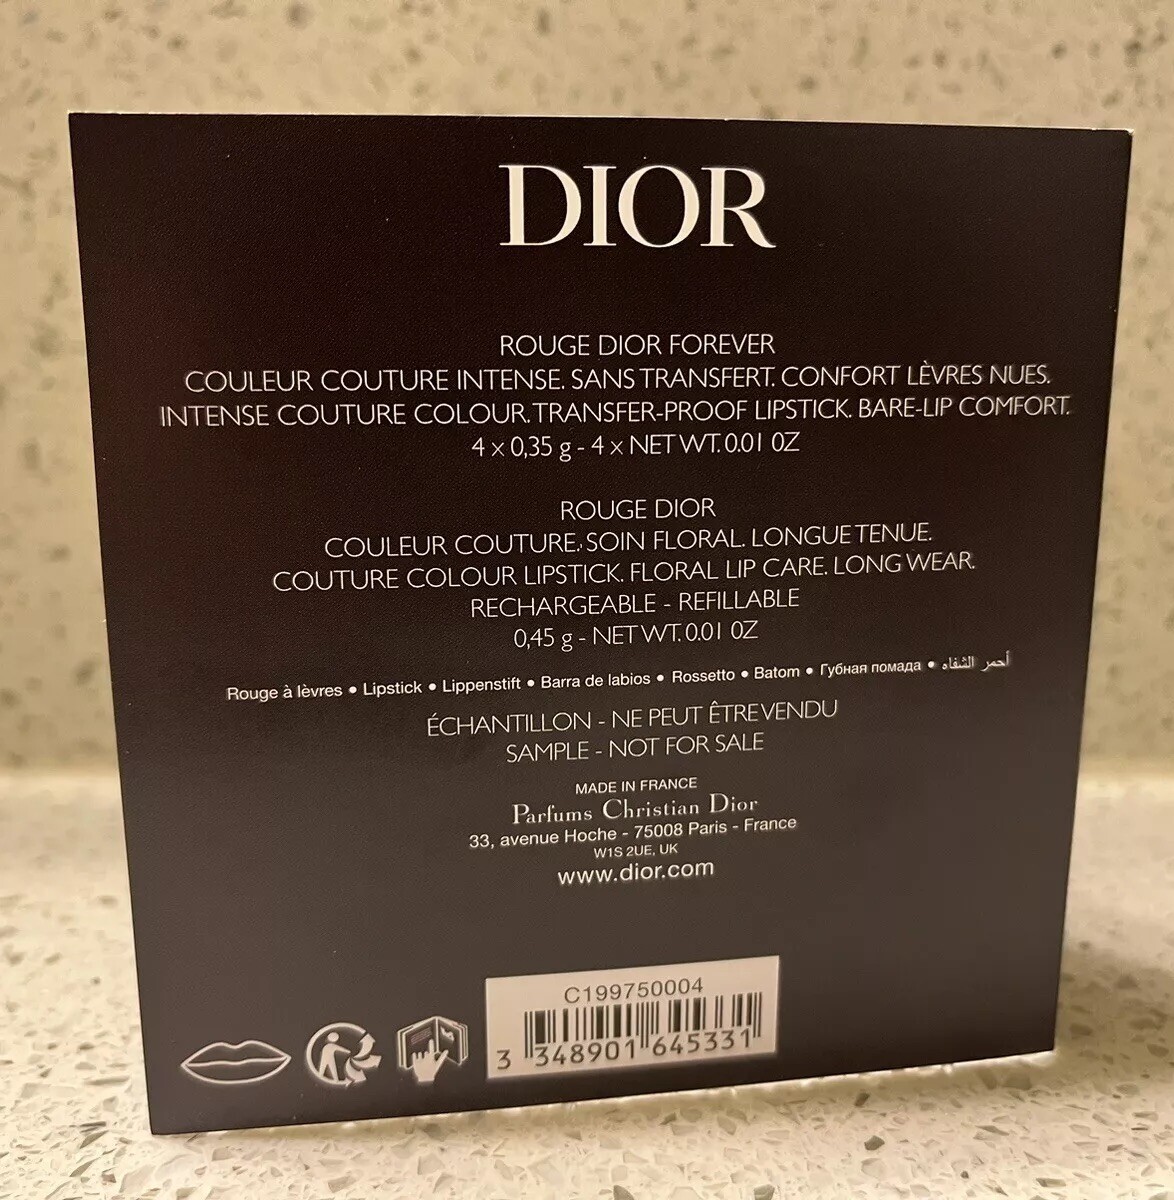 DIOR
ROUGE DIOR FOREVER
COULEUR COUTURE INTENSE. SANS TRANSFERT. CONFORT LÈVRES NUES.
INTENSE COUTURE COLOUR. TRANSFER-PROOF LIPSTICK. BARE-LIP COMFORT.
4 x 0,35 g - 4 x NET WT. 0.01 OZ
ROUGE DIOR
COULEUR COUTURE. SOIN FLORAL. LONGUE TENUE.
COUTURE COLOUR LIPSTICK. FLORAL LIP CARE. LONG WEAR.
RECHARGEABLE - REFILLABLE
0,45 g - NET WT. 0.01 OZ
Rouge à lèvres • Lipstick • Lippenstift • Barra de labios • Rossetto • Batom • Губная помада • أحمر الشفاه
ÉCHANTILLON - NE PEUT ÊTRE VENDU
SAMPLE - NOT FOR SALE
MADE IN FRANCE
Parfums Christian Dior
33, avenue Hoche - 75008 Paris - France
W1S 2UE, UK
www.dior.com
C199750004
3 348901 645331